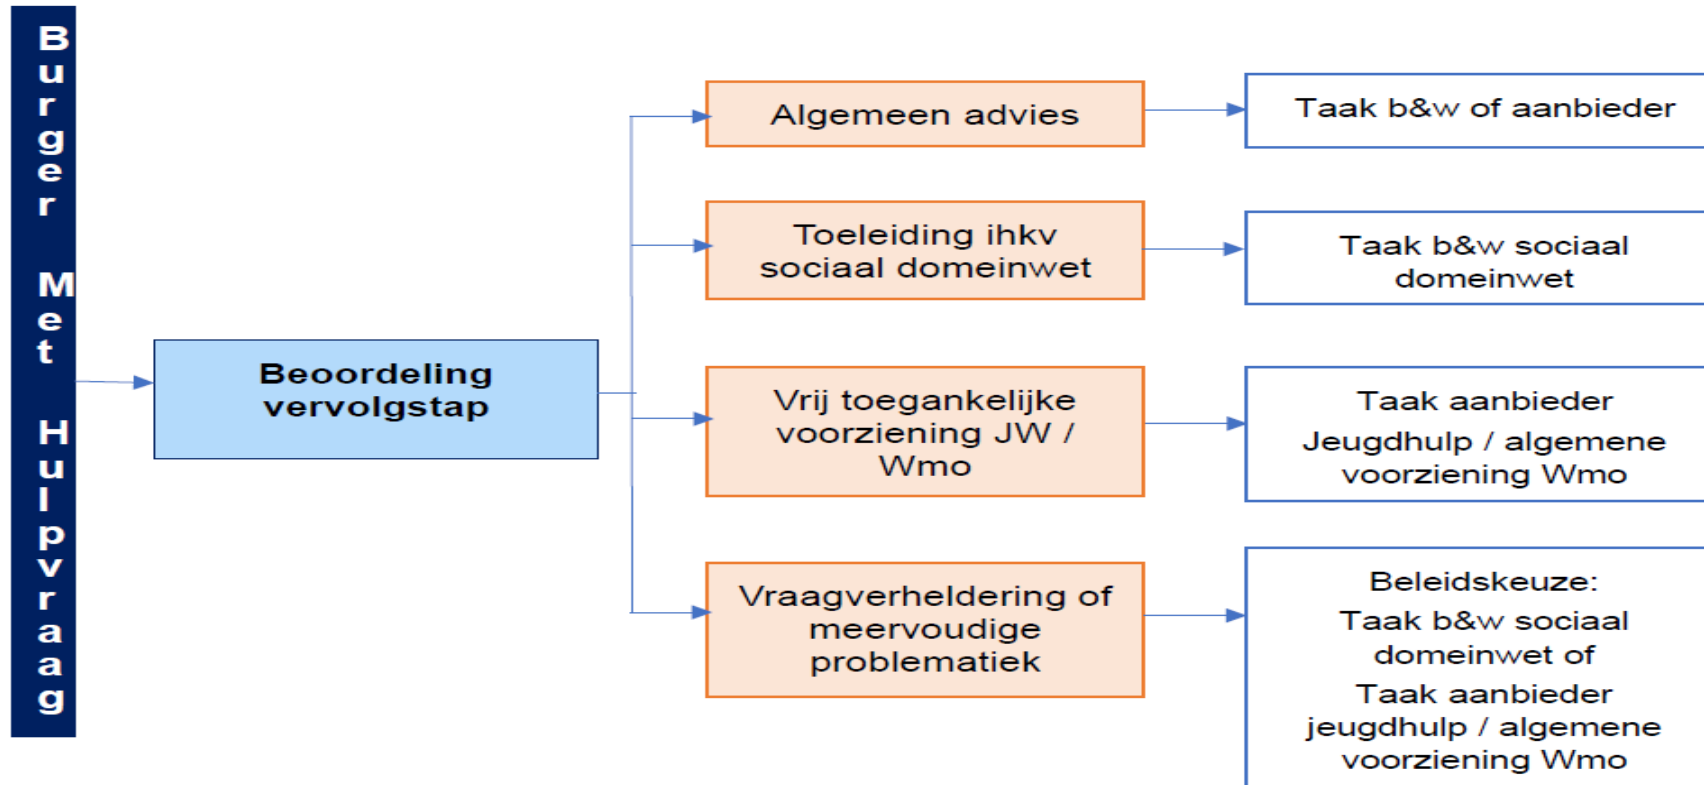 Burger Met Hulpvraag
Beoordeling
vervolgstap
Algemeen advies
Taak b&w of aanbieder
Toeleiding ihkv
sociaal domeinwet
Taak b&w sociaal
domeinwet
Vrij toegankelijke
voorziening JW /
Wmo
Taak aanbieder
Jeugdhulp / algemene
voorziening Wmo
Vraagverheldering of
meervoudige
problematiek
Beleidskeuze:
Taak b&w sociaal
domeinwet of
Taak aanbieder
jeugdhulp / algemene
voorziening Wmo